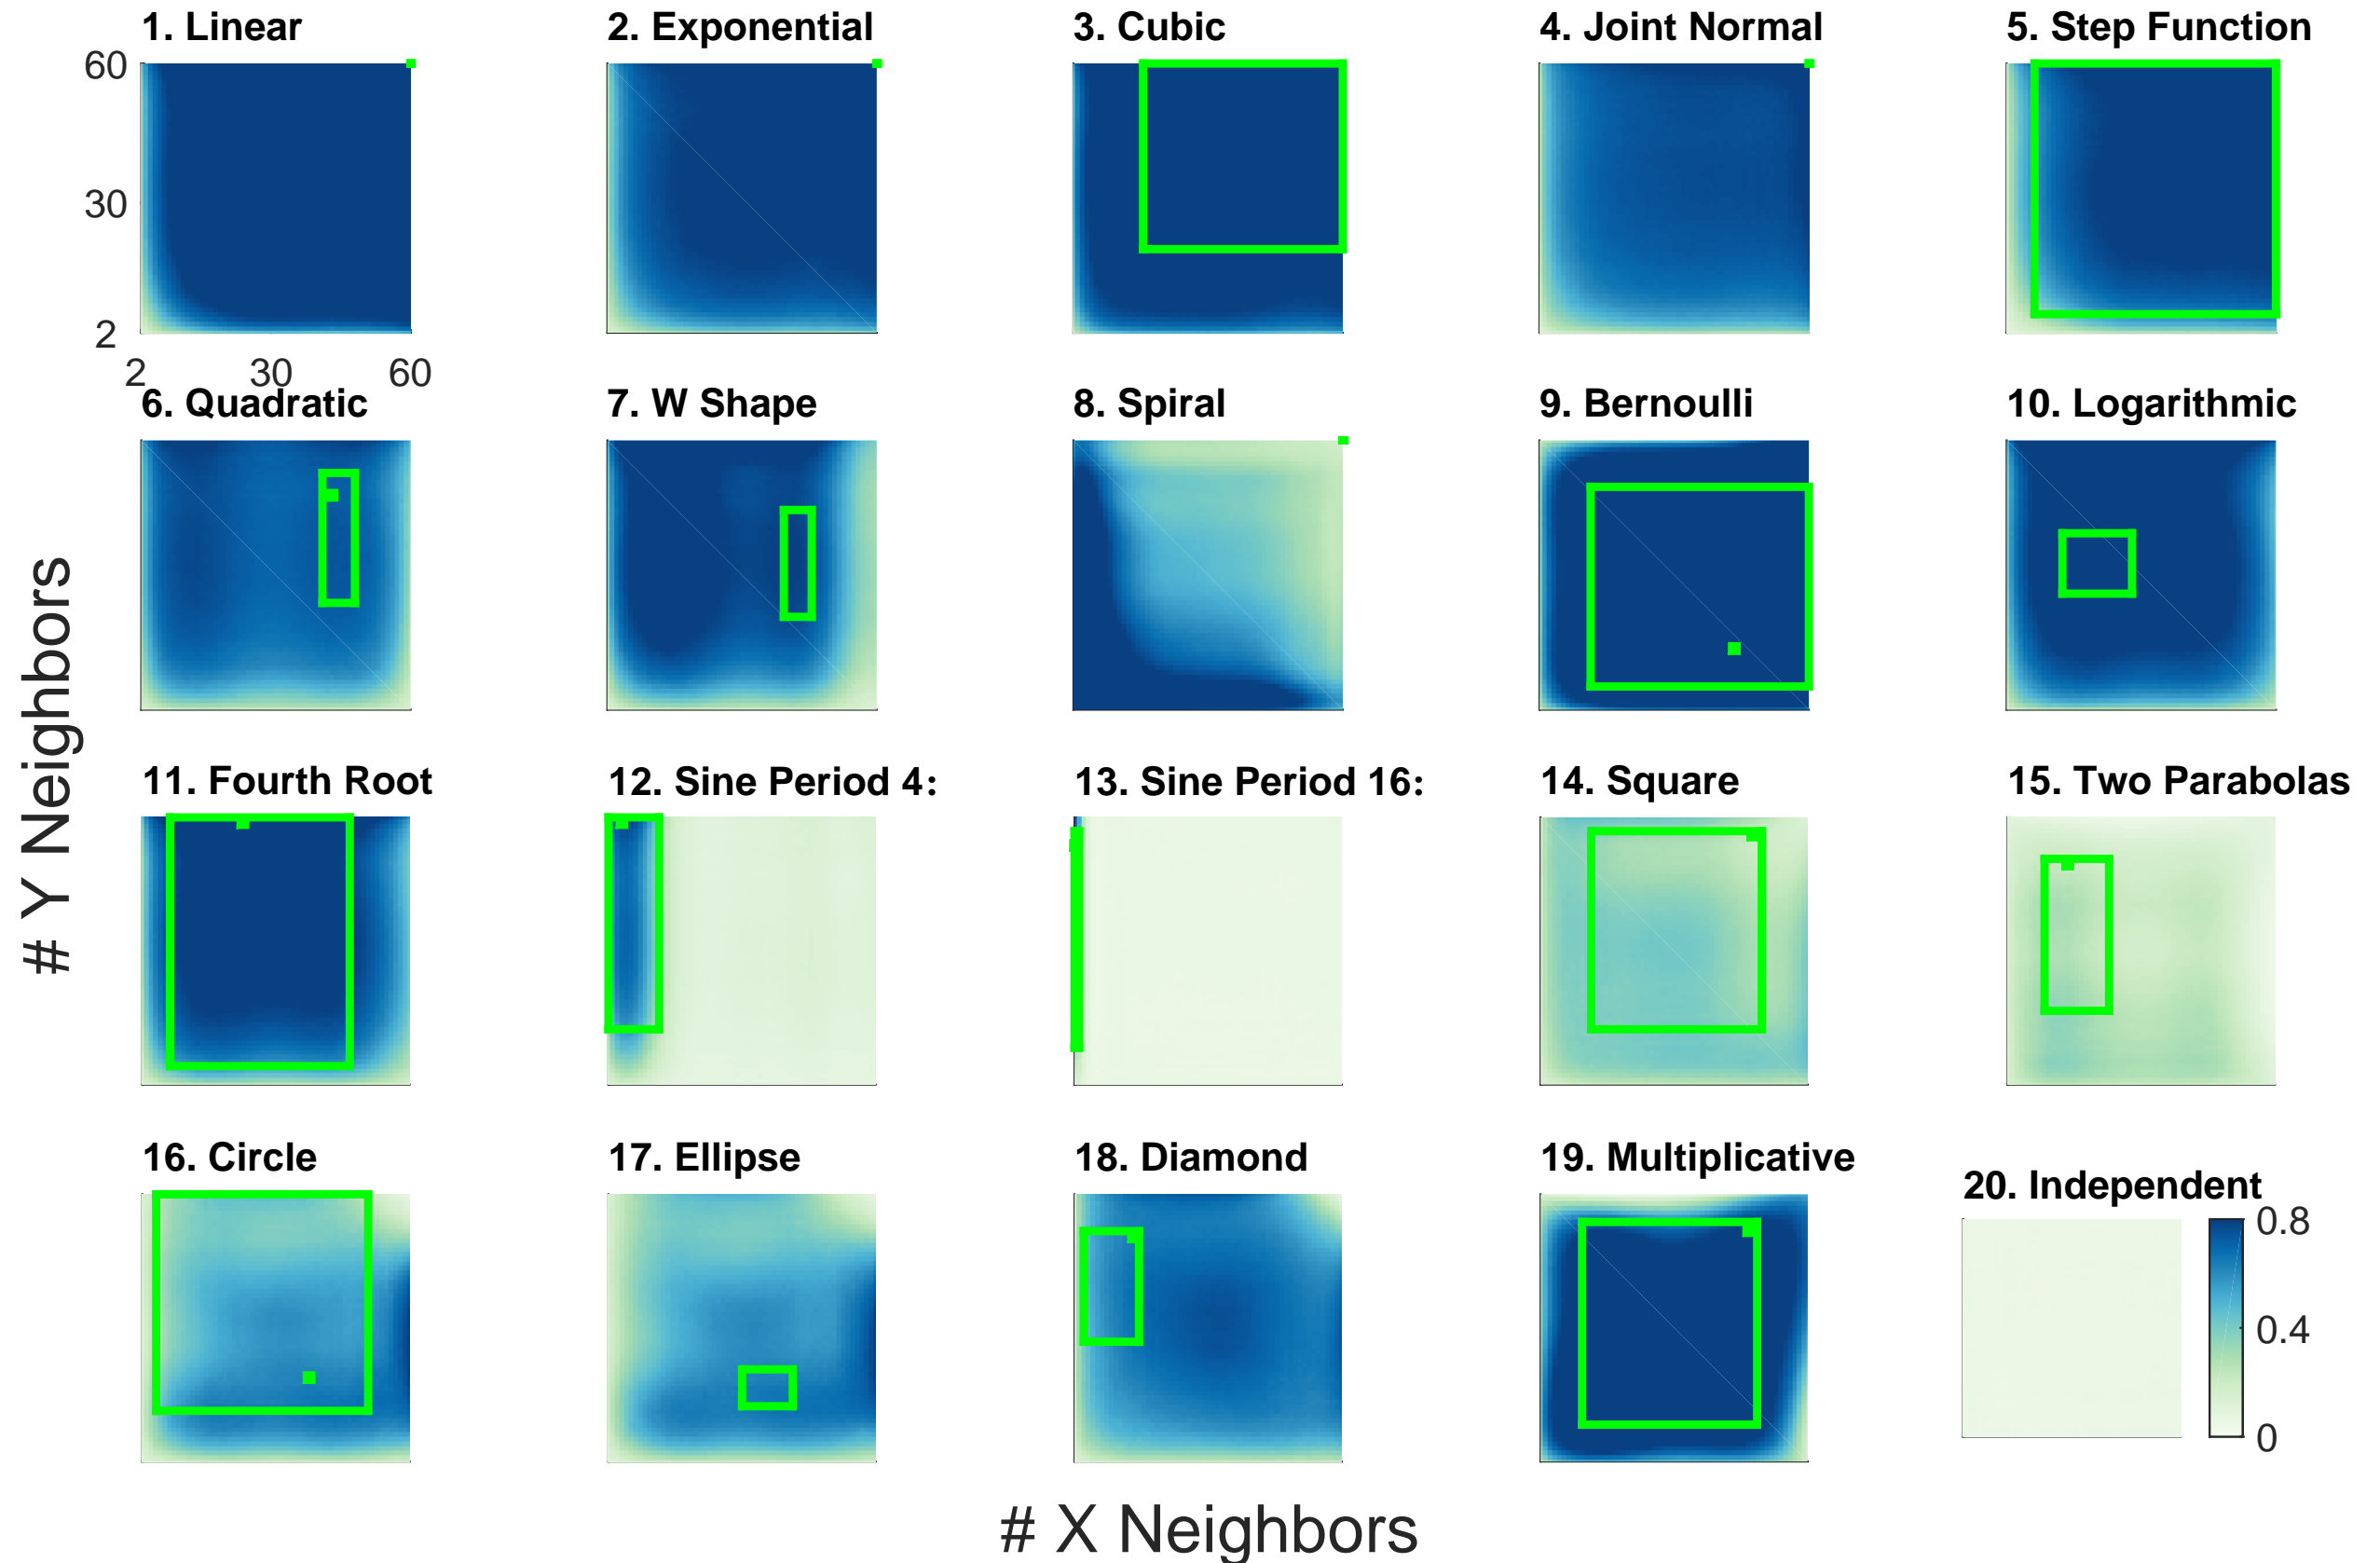 1. Linear
2. Exponential
3. Cubic
4. Joint Normal
5. Step Function
60
30
2
2 30 60
6. Quadratic
7. W Shape
8. Spiral
9. Bernoulli
10. Logarithmic
# Y Neighbors
11. Fourth Root
12. Sine Period 4:
13. Sine Period 16:
14. Square
15. Two Parabolas
16. Circle
17. Ellipse
18. Diamond
19. Multiplicative
20. Independent
0.8
0.4
0
# X Neighbors